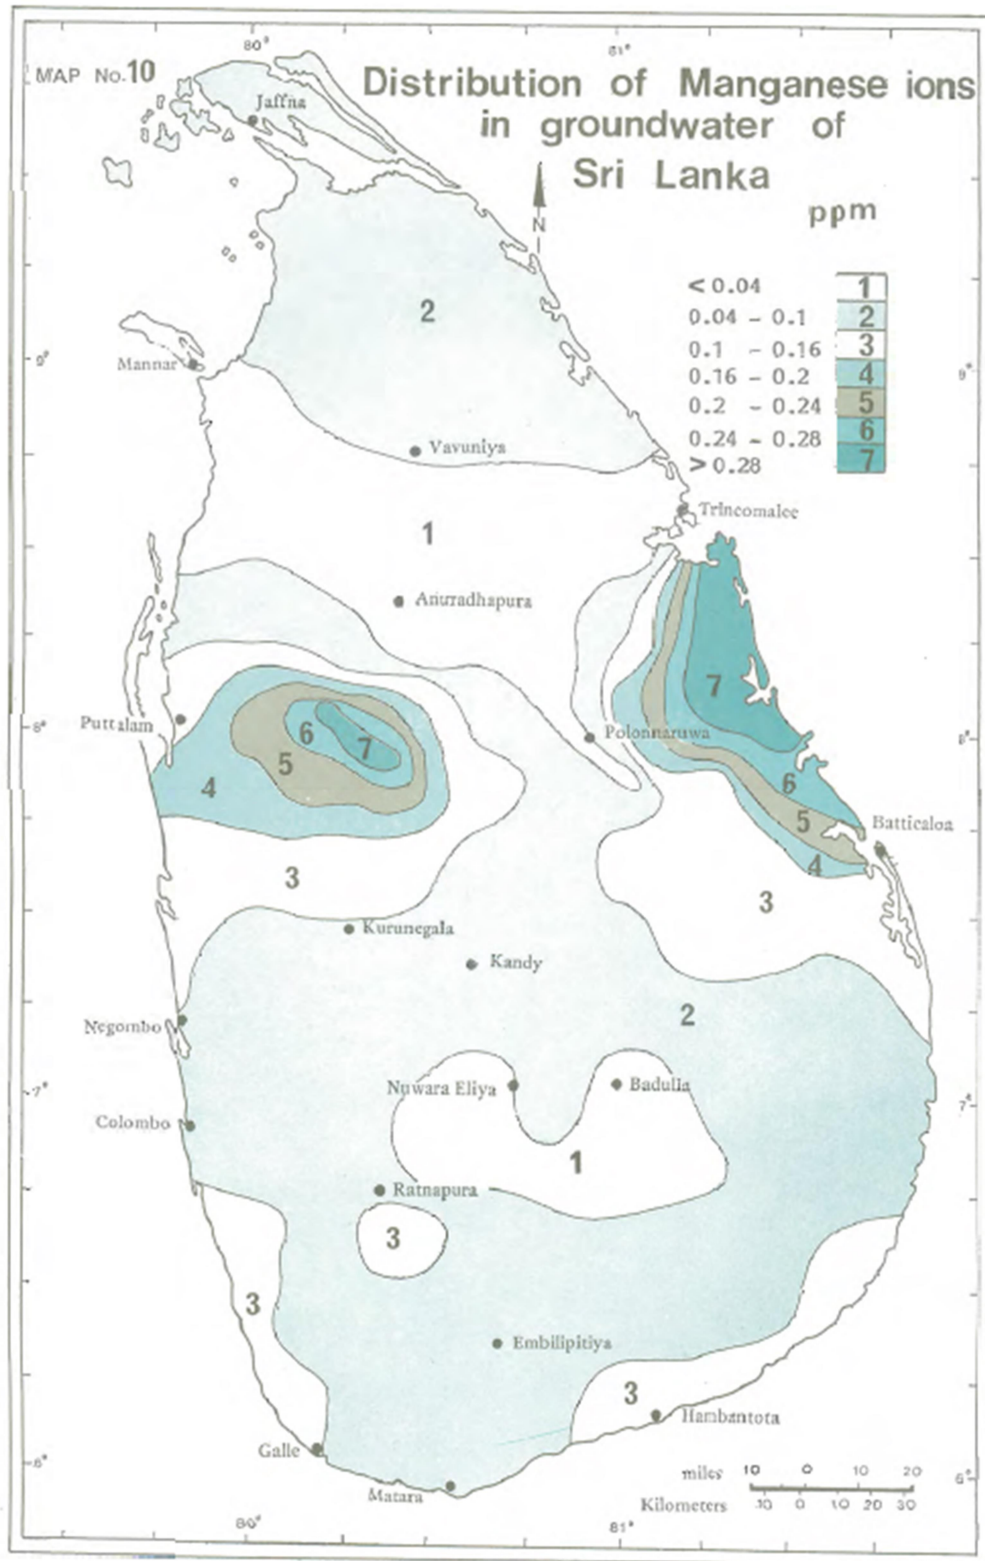 80°
81°
MAP No. 10
Distribution of Manganese ions
in groundwater of
Sri Lanka
ppm
N
< 0.04 1
0.04 - 0.1 2
0.1 - 0.16 3
0.16 - 0.2 4
0.2 - 0.24 5
0.24 - 0.28 6
> 0.28 7
Jaffna
2
9°
Mannar
9°
Vavuniya
Trincomalee
1
Anuradhapura
7
Puttalam
8°
6
7
5
4
Polonnaruwa
8°
6
5
Batticaloa
4
3
3
Kurunegala
Kandy
2
Negombo
7°
Nuwara Eliya
Badulla
7°
Colombo
1
Ratnapura
3
3
Embilipitiya
3
Hambantota
Galle
6°
Matara
miles 10 0 10 20
6°
Kilometers 10 0 10 20 30
80°
81°